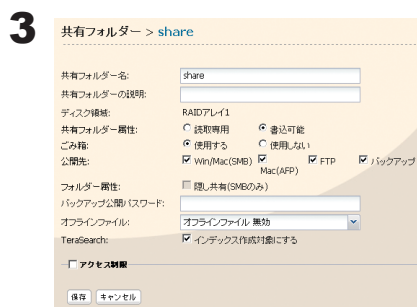 3
共有フォルダー > share
共有フォルダー名: share
共有フォルダーの説明:
ディスク領域: RAIDアレイ1
共有フォルダー属性: 読取専用 書込可能
ごみ箱: 使用する 使用しない
公開先: Win/Mac(SMB) Mac(AFP) FTP バックアップ
フォルダー属性: 隠し共有(SMBのみ)
バックアップ公開パスワード:
オフラインファイル: オフラインファイル 無効
TeraSearch: インデックス作成対象にする
アクセス制限
保存 キャンセル